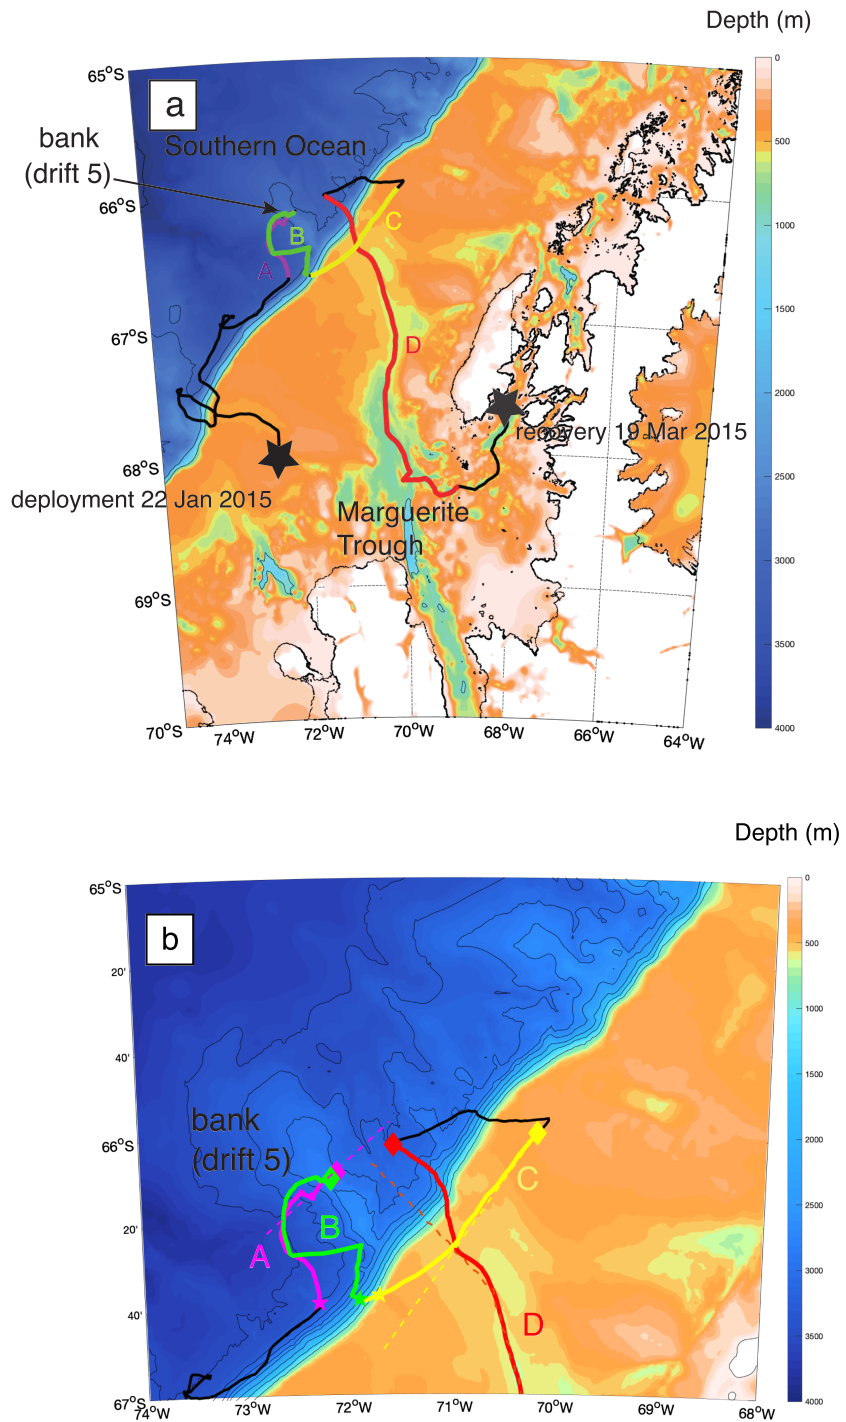 Depth (m)
65°S
a
0
bank
(drift 5)
Southern Ocean
500
66°S
C
B
A
1000
1500
67°S
D
2000
recovery 19 Mar 2015
68°S
2500
deployment 22 Jan 2015
Marguerite
Trough
3000
69°S
3500
70°S
74°W
72°W
70°W
68°W
66°W
64°W
4000
Depth (m)
65°S
0
b
500
20'
1000
40'
1500
bank
(drift 5)
66°S
2000
C
2500
20'
B
A
3000
40'
D
3500
67°S
74°W
73°W
72°W
71°W
70°W
69°W
68°W
4000